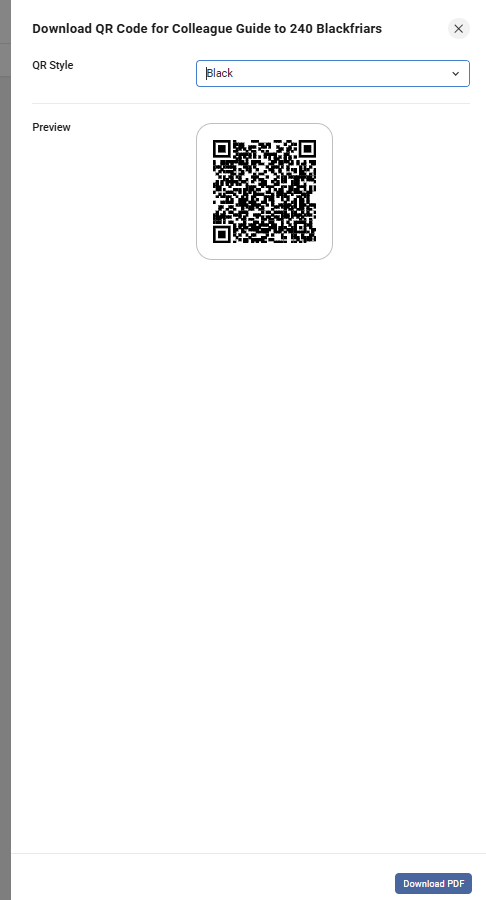 Download QR Code for Colleague Guide to 240 Blackfriars
QR Style
Black
Preview
Download PDF